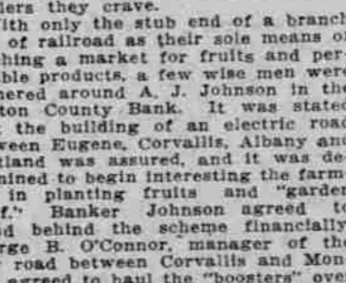 lers they crave.
ith only the stub end of a branch
of railroad as their sole means of
hing a market for fruits and per-
ble products, a few wise men were
hered around A. J. Johnson in the
ton County Bank. It was stated
the building of an electric road
ween Eugene, Corvallis, Albany and
tland was assured, and it was de-
mined to begin interesting the farm-
in planting fruits and "garden
f." Banker Johnson agreed to
d behind the scheme financially
rge B. O'Connor, manager of the
road between Corvallis and Mon-
agreed to haul the "boosters" over